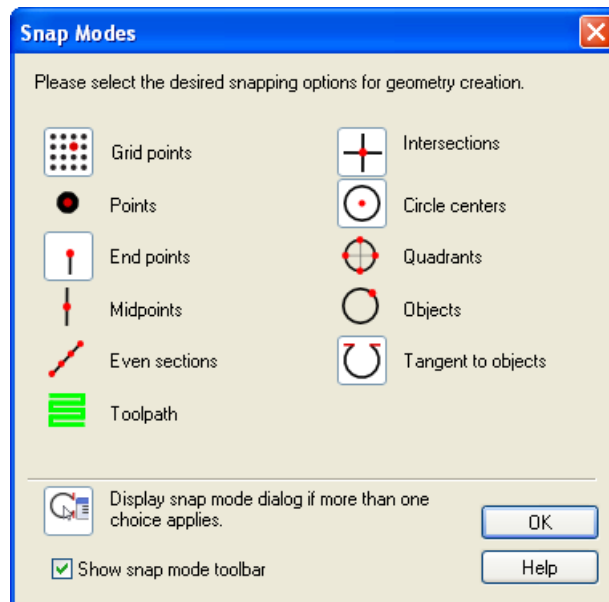 Snap Modes
Please select the desired snapping options for geometry creation.
Grid points
Intersections
Points
Circle centers
End points
Quadrants
Midpoints
Objects
Even sections
Tangent to objects
Toolpath
Display snap mode dialog if more than one
choice applies.
OK
Show snap mode toolbar
Help